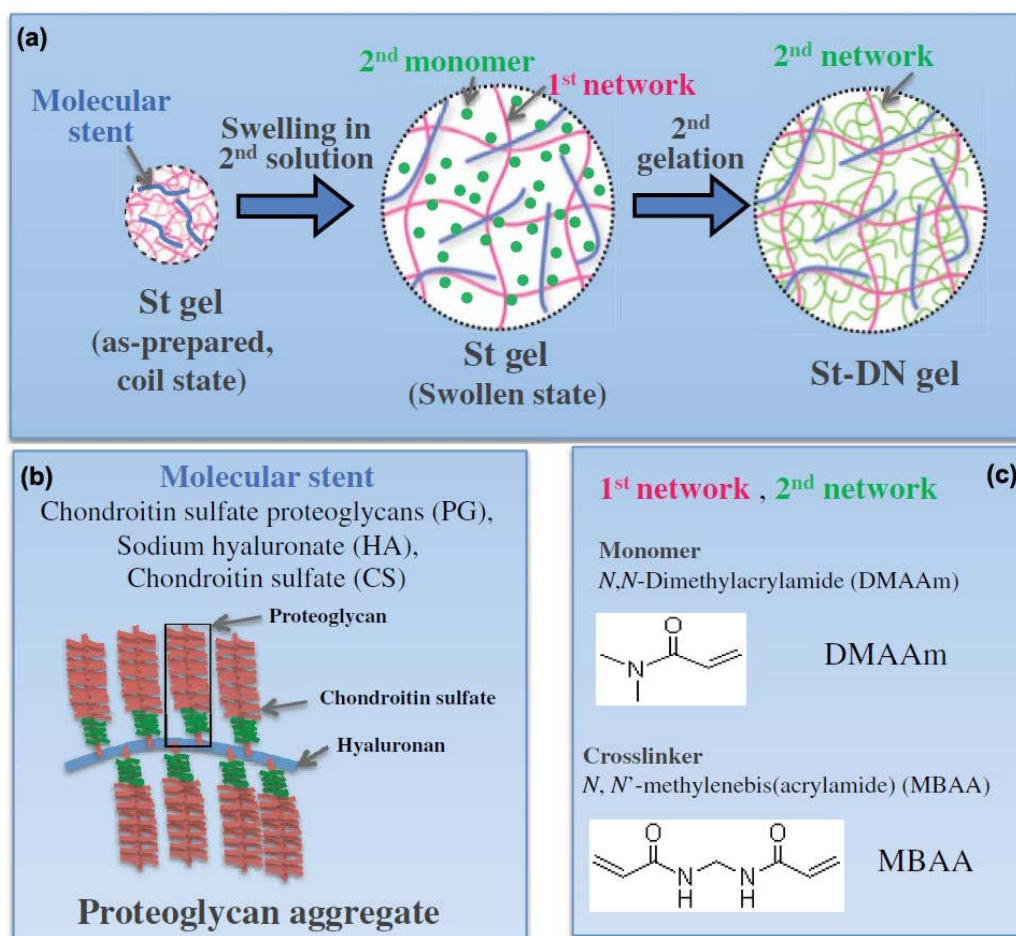 (a)
Molecular
stent
St gel
(as-prepared,
coil state)
Swelling in
2nd solution
2nd monomer
1st network
St gel
(Swollen state)
2nd
gelation
2nd network
St-DN gel
(b)
Molecular stent
Chondroitin sulfate proteoglycans (PG),
Sodium hyaluronate (HA),
Chondroitin sulfate (CS)
Proteoglycan
Chondroitin sulfate
Hyaluronan
Proteoglycan aggregate
(c)
1st network , 2nd network
Monomer
N,N-Dimethylacrylamide (DMAAm)
O
N
DMAAm
Crosslinker
N, N’-methylenebis(acrylamide) (MBAA)
O O
N N
H H
MBAA